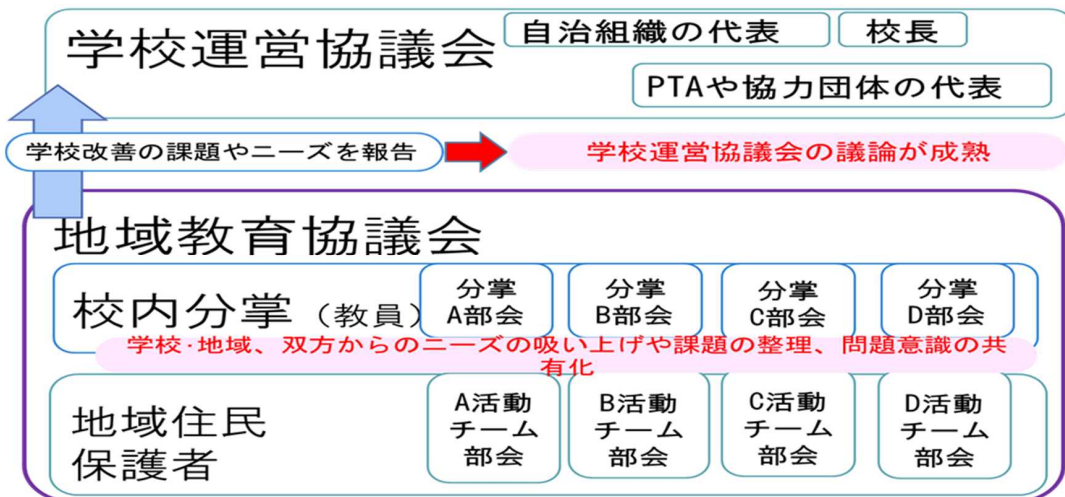 学校運営協議会
自治組織の代表
校長
PTAや協力団体の代表
学校改善の課題やニーズを報告
学校運営協議会の議論が成熟
地域教育協議会
校内分掌（教員）
分掌
A部会
分掌
B部会
分掌
C部会
分掌
D部会
学校･地域、双方からのニーズの吸い上げや課題の整理、問題意識の共
有化
地域住民
保護者
A活動
チーム
部会
B活動
チーム
部会
C活動
チーム
部会
D活動
チーム
部会